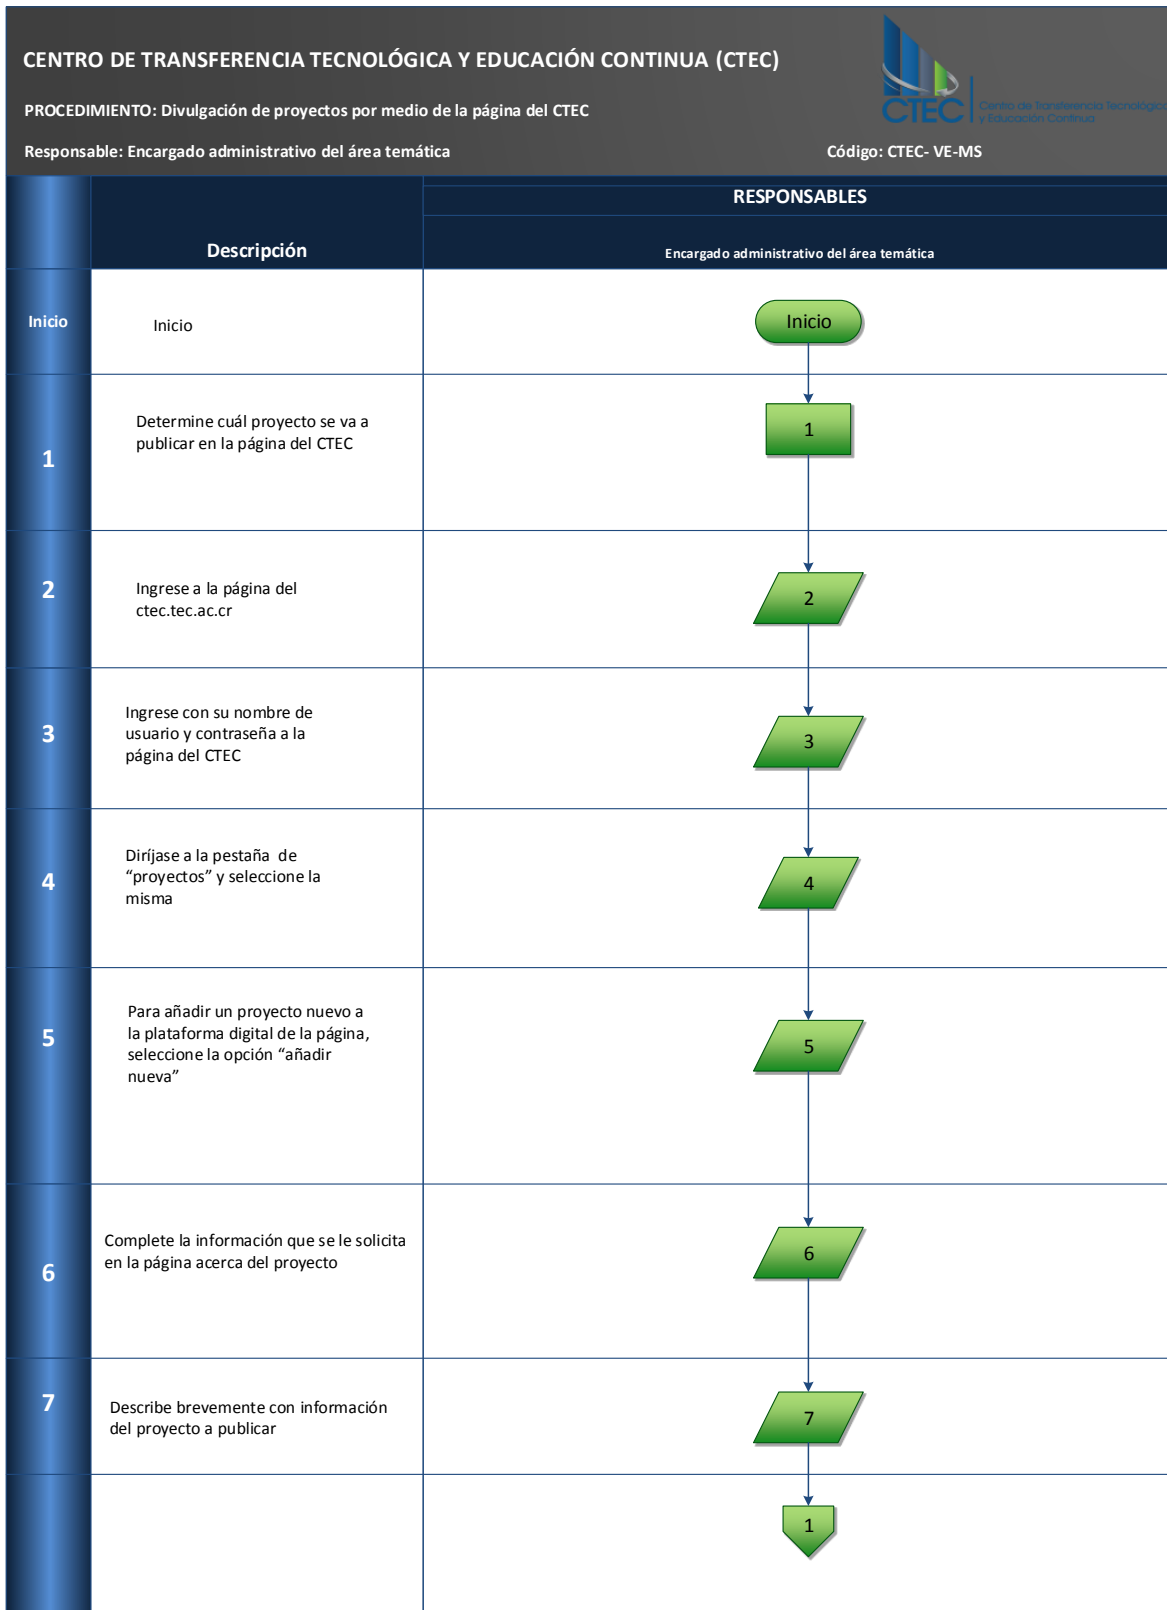 CENTRO DE TRANSFERENCIA TECNOLÓGICA Y EDUCACIÓN CONTINUA (CTEC)
PROCEDIMIENTO: Divulgación de proyectos por medio de la página del CTEC
CTEC
Centro de Transferencia Tecnológica
y Educación Continua
Responsable: Encargado administrativo del área temática
Código: CTEC- VE-MS
RESPONSABLES
Descripción
Encargado administrativo del área temática
Inicio
Inicio
Inicio
1
Determine cuál proyecto se va a
publicar en la página del CTEC
1
2
Ingrese a la página del
ctec.tec.ac.cr
2
3
Ingrese con su nombre de
usuario y contraseña a la
página del CTEC
3
4
Diríjase a la pestaña  de
“proyectos” y seleccione la
misma
4
5
Para añadir un proyecto nuevo a
la plataforma digital de la página,
seleccione la opción “añadir
nueva”
5
6
Complete la información que se le solicita
en la página acerca del proyecto
6
7
Describe brevemente con información
del proyecto a publicar
7
1